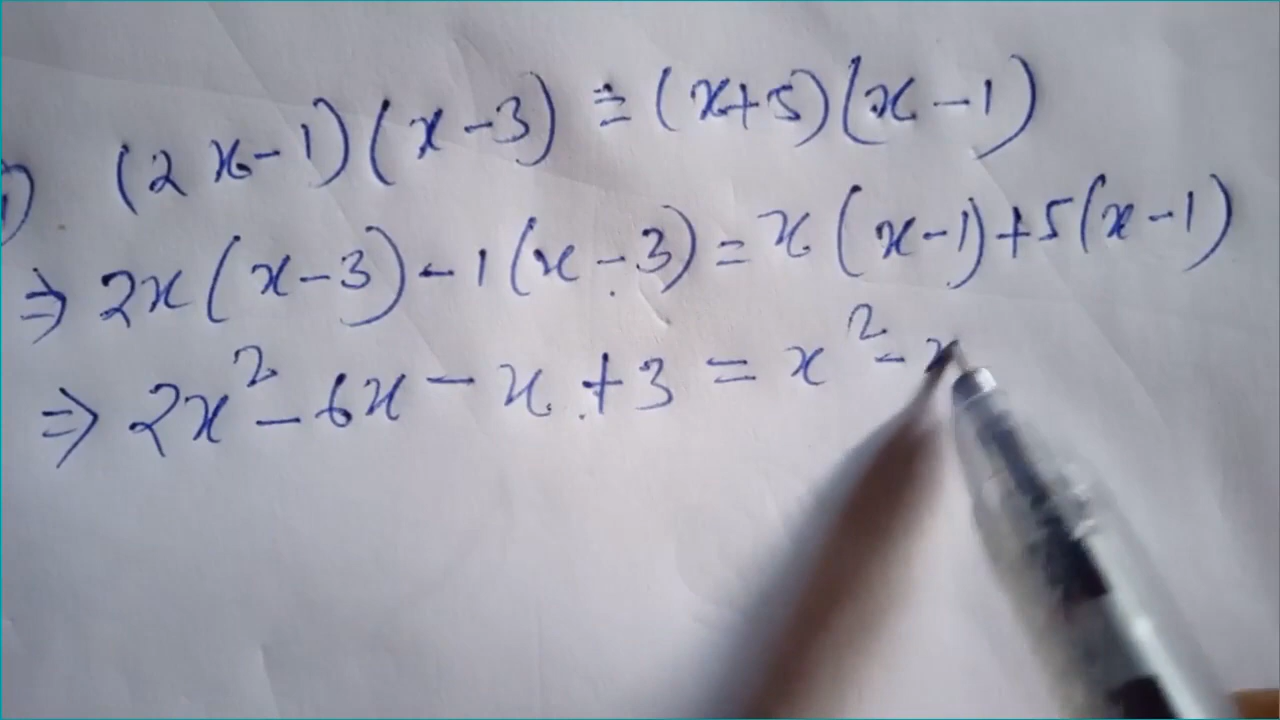 (2x-1)(x-3) = (x+5)(x-1)
⇒ 2x(x-3)-1(x-3) = x(x-1)+5(x-1)
⇒ 2x²-6x-x+3 = x²-x